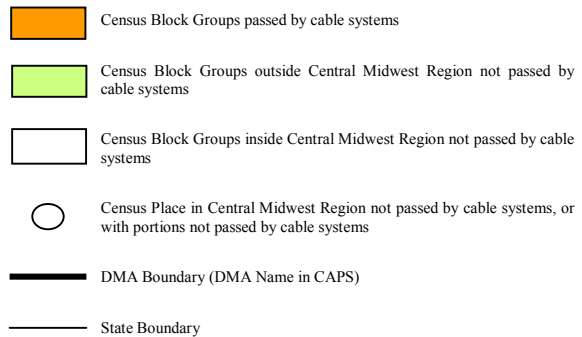 Census Block Groups passed by cable systems
Census Block Groups outside Central Midwest Region not passed by
cable systems
Census Block Groups inside Central Midwest Region not passed by cable
systems
Census Place in Central Midwest Region not passed by cable systems, or
with portions not passed by cable systems
DMA Boundary (DMA Name in CAPS)
State Boundary